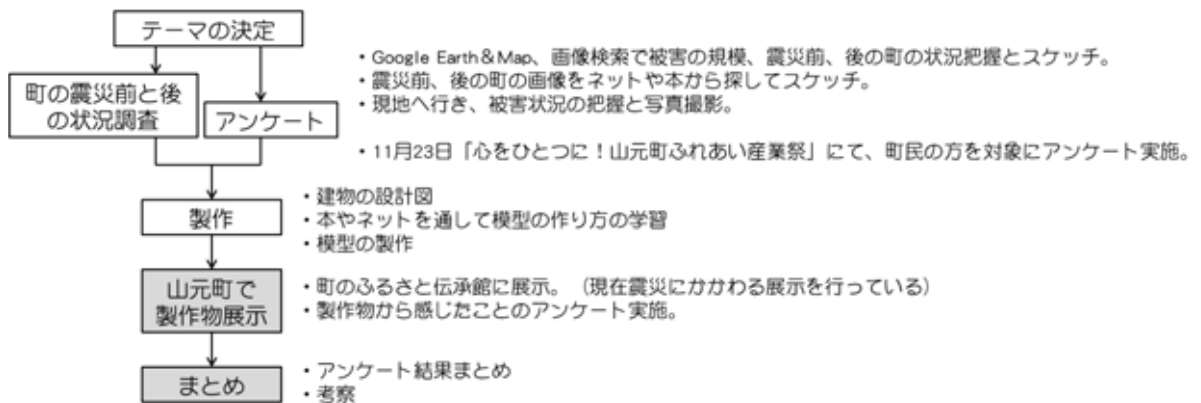 テーマの決定
町の震災前と後
の状況調査
アンケート
・Google Earth&Map、画像検索で被害の規模、震災前、後の町の状況把握とスケッチ。
・震災前、後の町の画像をネットや本から探してスケッチ。
・現地へ行き、被害状況の把握と写真撮影。
・11月23日「心をひとつに！山元町ふれあい産業祭」にて、町民の方を対象にアンケート実施。
製作
・建物の設計図
・本やネットを通して模型の作り方の学習
・模型の製作
山元町で
製作物展示
・町のふるさと伝承館に展示。（現在震災にかかわる展示を行っている）
・製作物から感じたことのアンケート実施。
まとめ
・アンケート結果まとめ
・考察